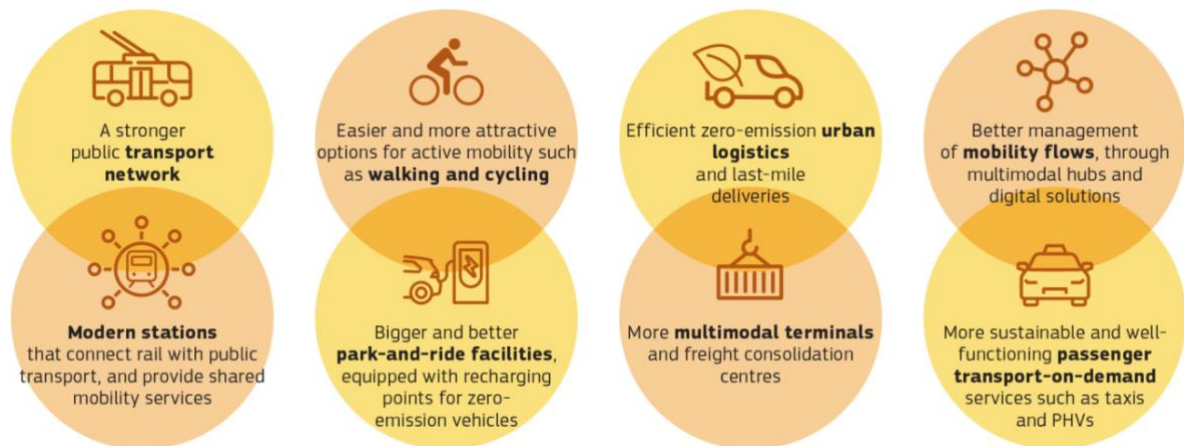 A stronger
public transport
network
Easier and more attractive
options for active mobility such
as walking and cycling
Efficient zero-emission urban
logistics
and last-mile
deliveries
Better management
of mobility flows, through
multimodal hubs and
digital solutions
Modern stations
that connect rail with public
transport, and provide shared
mobility services
Bigger and better
park-and-ride facilities,
equipped with recharging
points for zero-
emission vehicles
More multimodal terminals
and freight consolidation
centres
More sustainable and well-
functioning passenger
transport-on-demand
services such as taxis
and PHVs